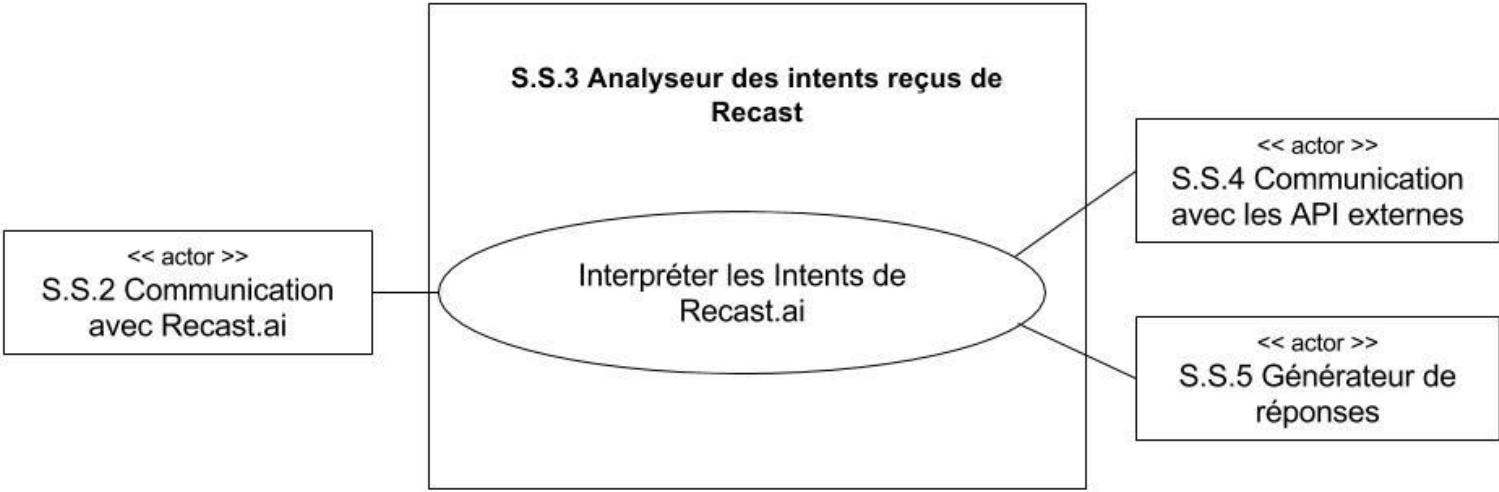 S.S.3 Analyseur des intents reçus de
Recast
<< actor >>
S.S.2 Communication
avec Recast.ai
Interpréter les Intents de
Recast.ai
<< actor >>
S.S.4 Communication
avec les API externes
<< actor >>
S.S.5 Générateur de
réponses